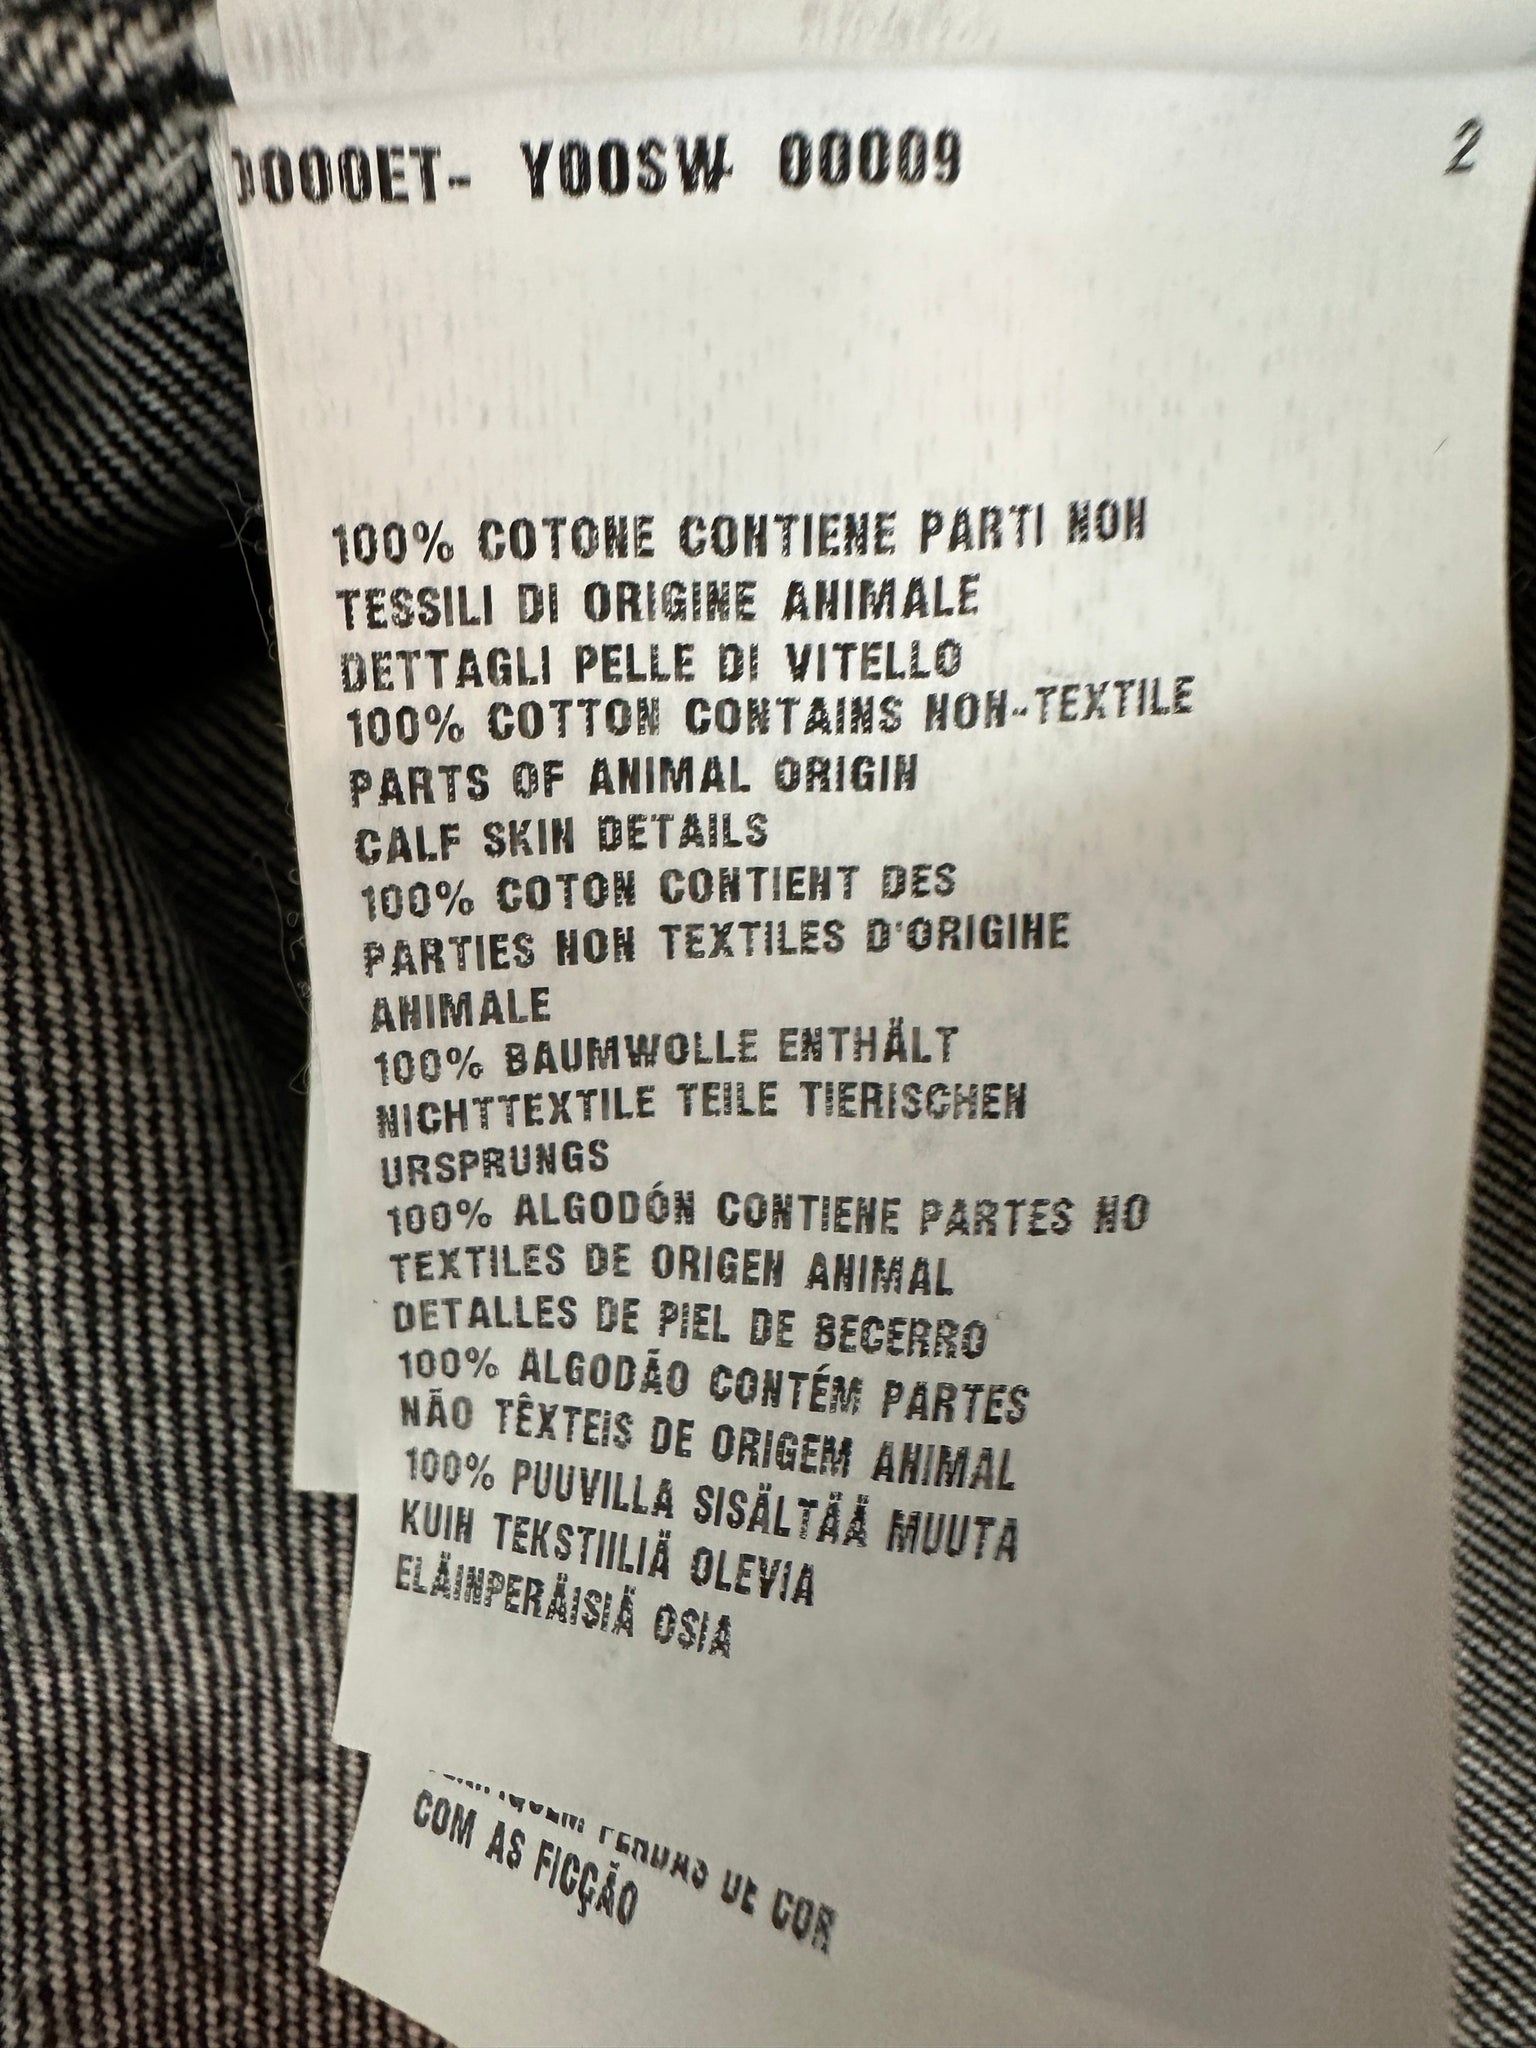 0000ET- Y00SW- 00009 2
100% COTONE CONTIENE PARTI NON
TESSILI DI ORIGINE ANIMALE
DETTAGLI PELLE DI VITELLO
100% COTTON CONTAINS NON-TEXTILE
PARTS OF ANIMAL ORIGIN
CALF SKIN DETAILS
100% COTON CONTIENT DES
PARTIES NON TEXTILES D'ORIGINE
ANIMALE
100% BAUMWOLLE ENTHÄLT
NICHTTEXTILE TEILE TIERISCHEN
URSPRUNGS
100% ALGODÓN CONTIENE PARTES NO
TEXTILES DE ORIGEN ANIMAL
DETALLES DE PIEL DE BECERRO
100% ALGODÃO CONTÉM PARTES
NÃO TÊXTEIS DE ORIGEM ANIMAL
100% PUUVILLA SISÄLTÄÄ MUUTA
KUIN TEKSTIILIÄ OLEVIA
ELÄINPERÄISIÄ OSIA
DE COR
COM AS FICÇÃO